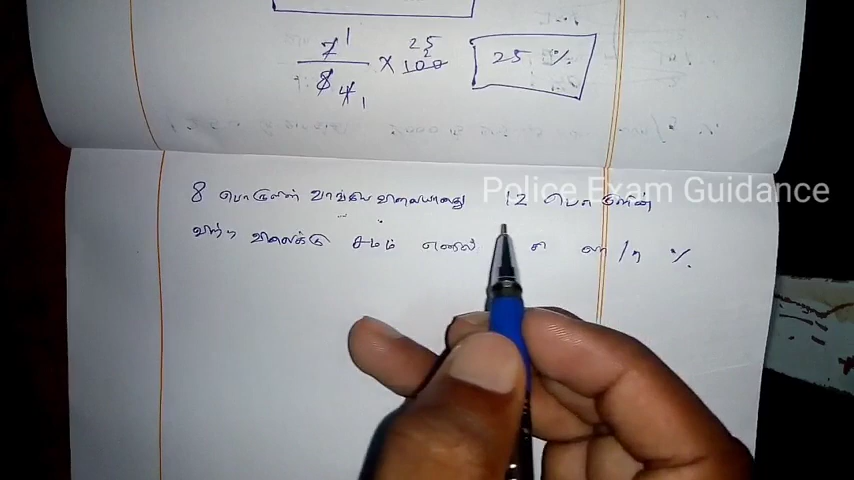 7 1
8 4 1
× 100
2
25
25 %
8 பொருளின் வாங்கிய விலையானது 12 பொருளின்
விற்ற விலைக்கு சமம் எனில் லா/ந %
Police Exam Guidance